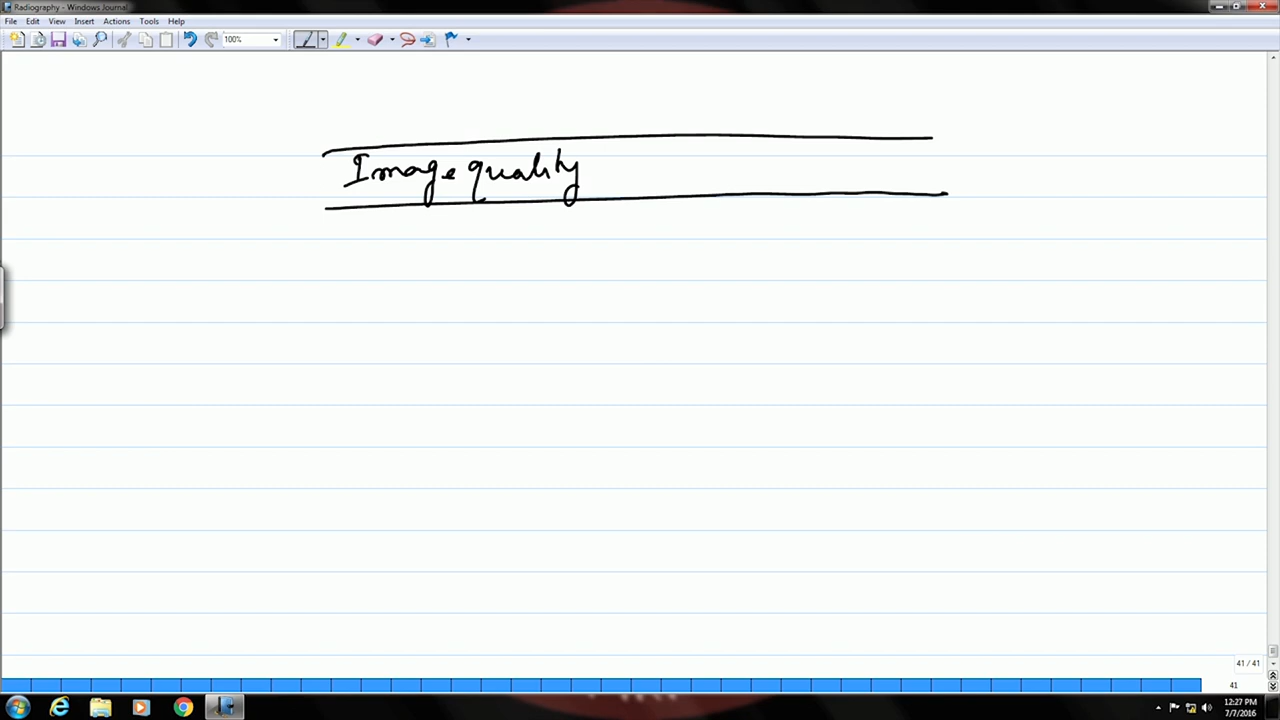 Radiography - Windows Journal
File Edit View Insert Actions Tools Help
100%
Image quality
41 / 41
41
12:27 PM
7/7/2016